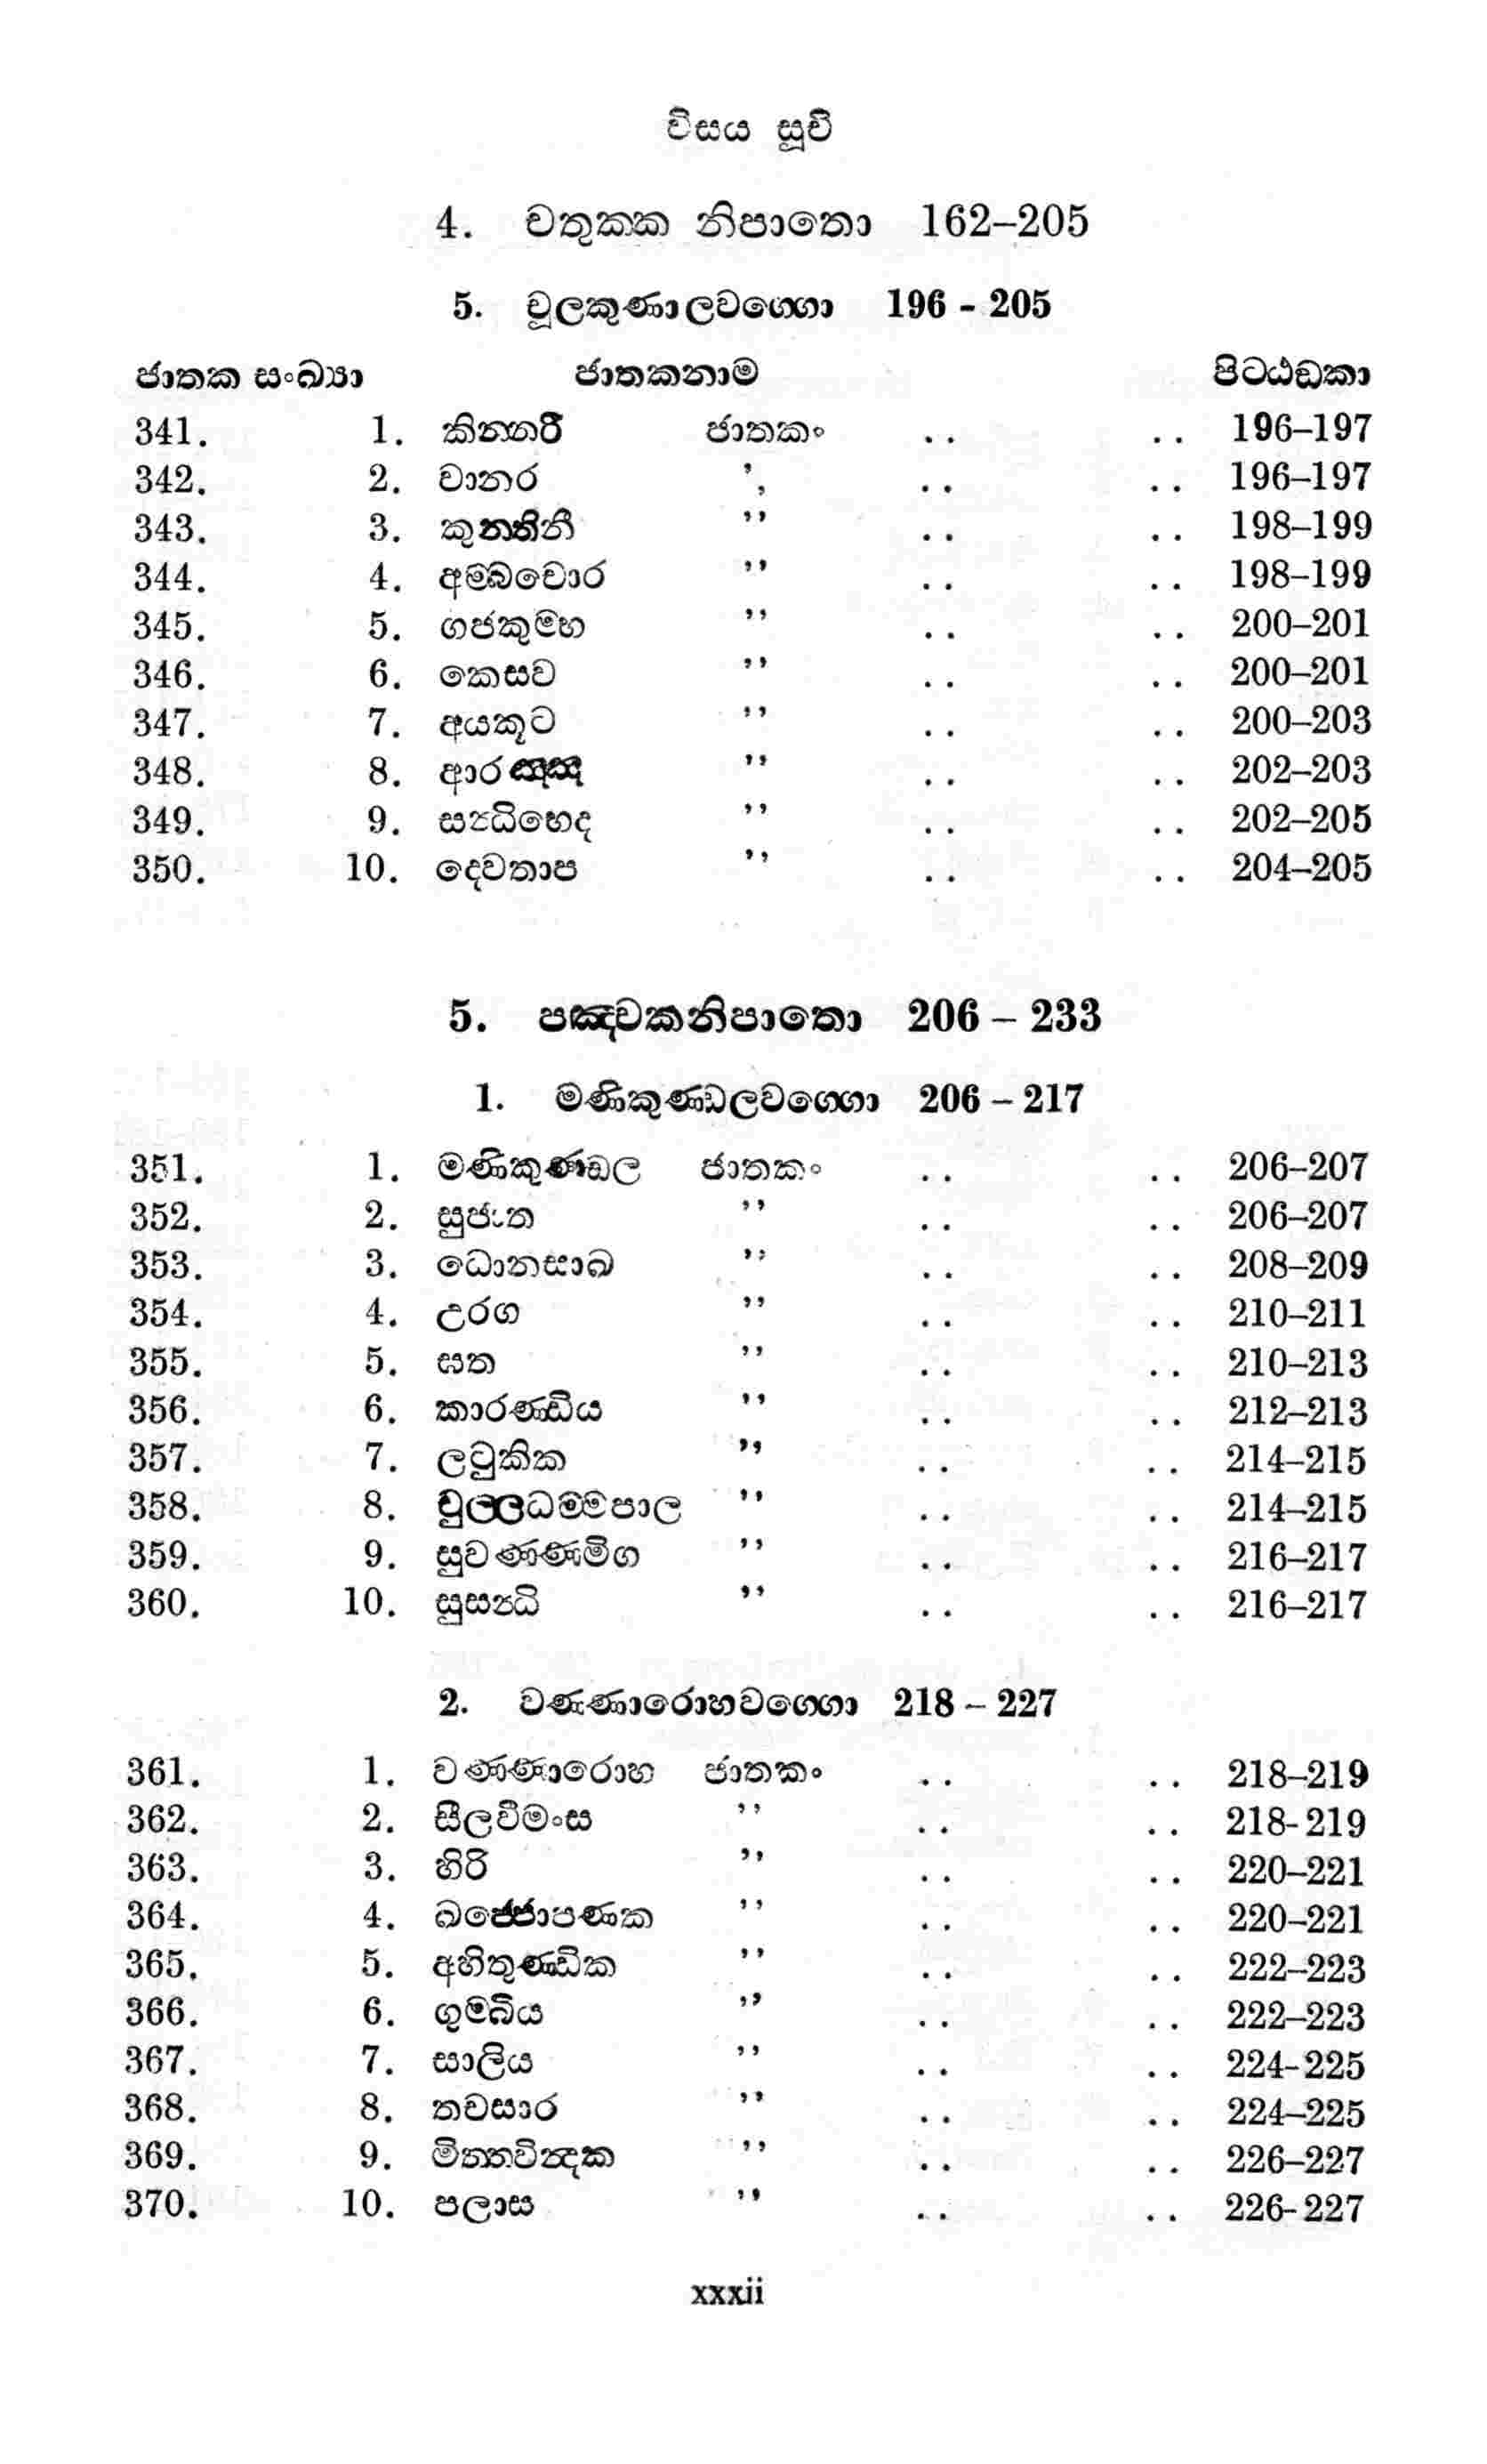 විසය සූචි
4. චතුක්ක නිපාතො 162–205
5. චූලකුණාලවග්ගො 196 - 205
ජාතක සංඛ්‍යා ජාතකනාම පිටඨඞකා
341. 1. කින්නරී ජාතකං .. .. 196–197
342. 2. වානර ’, .. .. 196–197
343. 3. කුන්තිනී ’’ .. .. 198–199
344. 4. අම්බචොර ’’ .. .. 198–199
345. 5. ගජකුම්භ ’’ .. .. 200–201
346. 6. කෙසව ’’ .. .. 200–201
347. 7. අයකූට ’’ .. .. 200–203
348. 8. ආරඤ්ඤ ’’ .. .. 202–203
349. 9. සන්ධිභෙද ’’ .. .. 202–205
350. 10. දෙවතාප ’’ .. .. 204–205
5. පඤ්චකනිපාතො 206 – 233
1. මණිකුණ්ඩලවග්ගො 206 – 217
351. 1. මණිකුණ්ඩල ජාතකං .. .. 206–207
352. 2. සුජාත ’’ .. .. 206–207
353. 3. ධොනසාඛ ’’ .. .. 208–209
354. 4. උරග ’’ .. .. 210–211
355. 5. ඝත ’’ .. .. 210–213
356. 6. කාරණ්ඩිය ’’ .. .. 212–213
357. 7. ලටුකික ’’ .. .. 214–215
358. 8. චුල්ලධම්මපාල ’’ .. .. 214–215
359. 9. සුවණ්ණමිග ’’ .. .. 216–217
360. 10. සුසන්ධි ’’ .. .. 216–217
2. වණ්ණාරොහවග්ගො 218 – 227
361. 1. වණ්ණාරොහ ජාතකං .. .. 218–219
362. 2. සීලවීමංස ’’ .. .. 218-219
363. 3. හිරි ’’ .. .. 220–221
364. 4. ඛජ්ජොපණක ’’ .. .. 220–221
365. 5. අහිතුණ්ඩික ’’ .. .. 222–223
366. 6. ගුම්බිය ’’ .. .. 222–223
367. 7. සාලිය ’’ .. .. 224-225
368. 8. තචසාර ’’ .. .. 224–225
369. 9. මිත්තවින්දක ’’ .. .. 226–227
370. 10. පලාස ’’ .. .. 226-227
xxxii